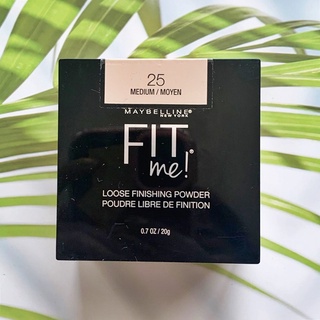 25
MEDIUM / MOYEN
MAYBELLINE®
NEW YORK
FIT
me!®
LOOSE FINISHING POWDER
POUDRE LIBRE DE FINITION
0.7 OZ / 20g